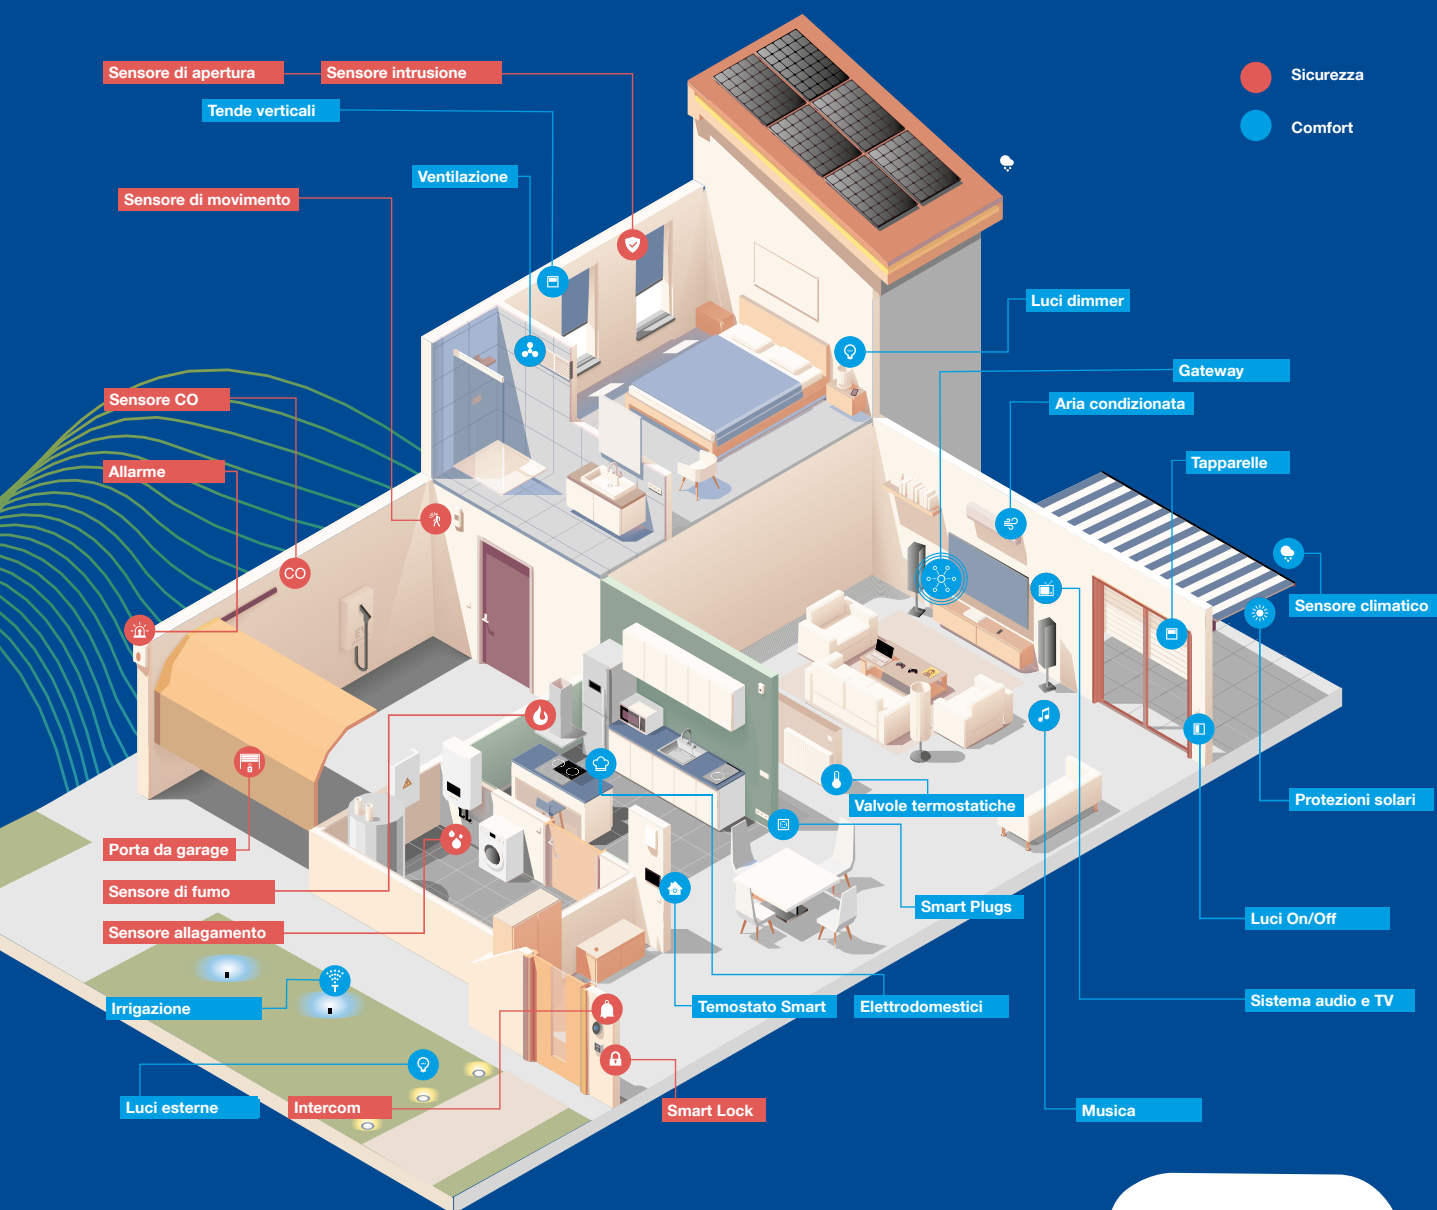 Sensore di apertura
Sensore intrusione
Sicurezza
Tende verticali
Comfort
Ventilazione
Sensore di movimento
Luci dimmer
Gateway
Sensore CO
Aria condizionata
Allarme
Tapparelle
CO
Sensore climatico
Valvole termostatiche
Protezioni solari
Porta da garage
Sensore di fumo
Smart Plugs
Luci On/Off
Sensore allagamento
Irrigazione
Temostato Smart
Elettrodomestici
Sistema audio e TV
Luci esterne
Intercom
Smart Lock
Musica